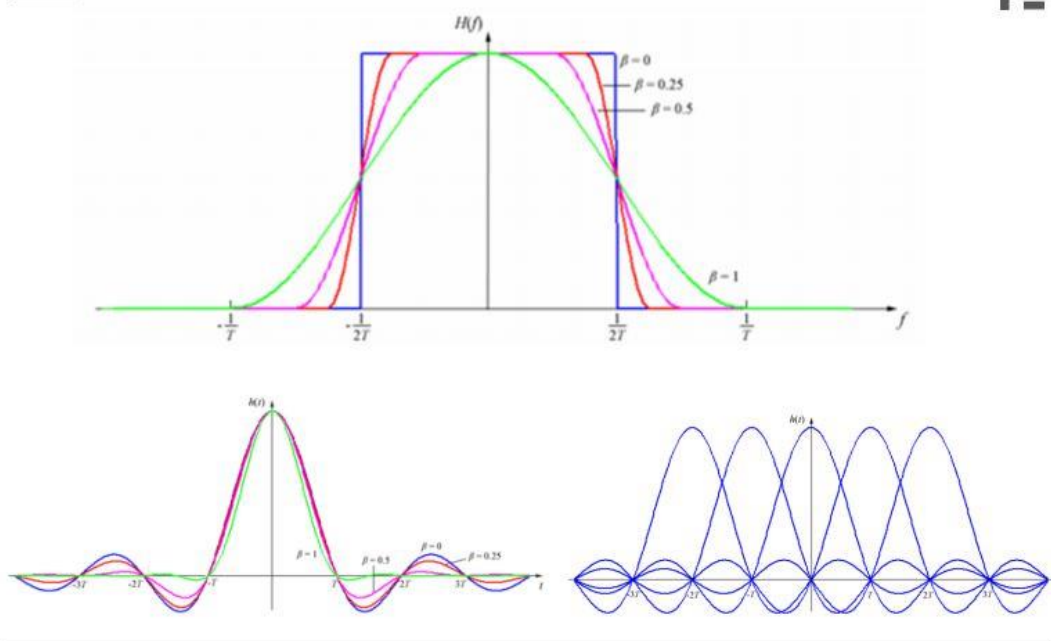 H(f)
β = 0
β = 0.25
β = 0.5
β = 1
-1/T
-1/2T
1/2T
1/T
f
h(t)
β = 1
β = 0.5
β = 0
β = 0.25
-3T
-2T
-T
T
2T
3T
t
h(t)
-3T
-2T
-T
T
2T
3T